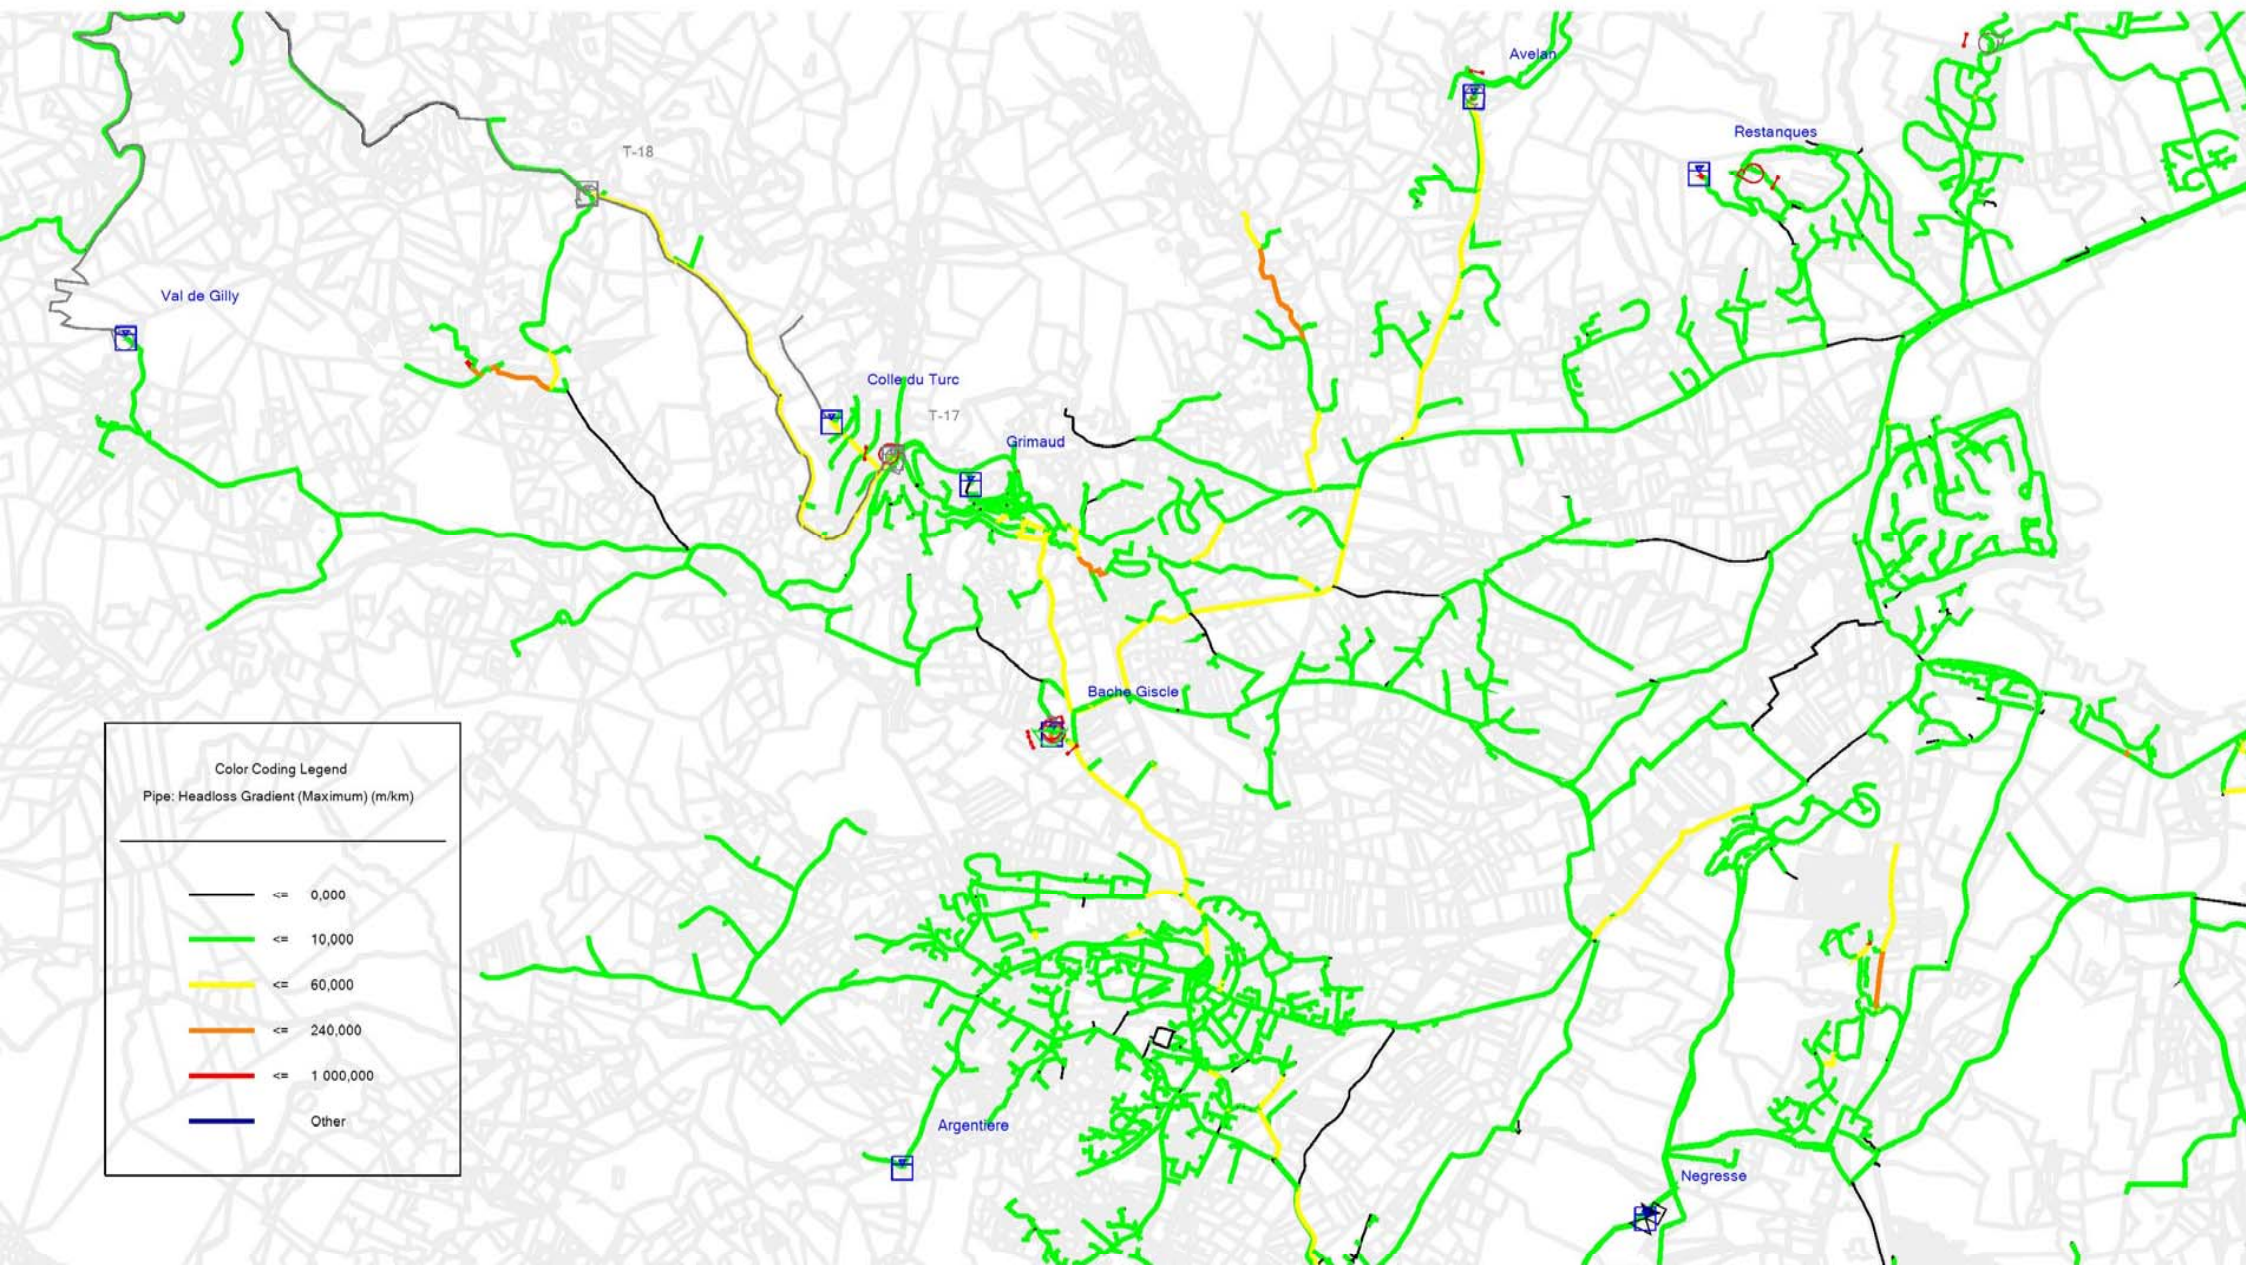 Avelan
Restanques
T-18
Val de Gilly
Colle du Turc
T-17
Grimaud
Bache Giscle
Color Coding Legend
Pipe: Headloss Gradient (Maximum) (m/km)
<= 0,000
<= 10,000
<= 60,000
<= 240,000
<= 1 000,000
Other
Argentiere
Negresse